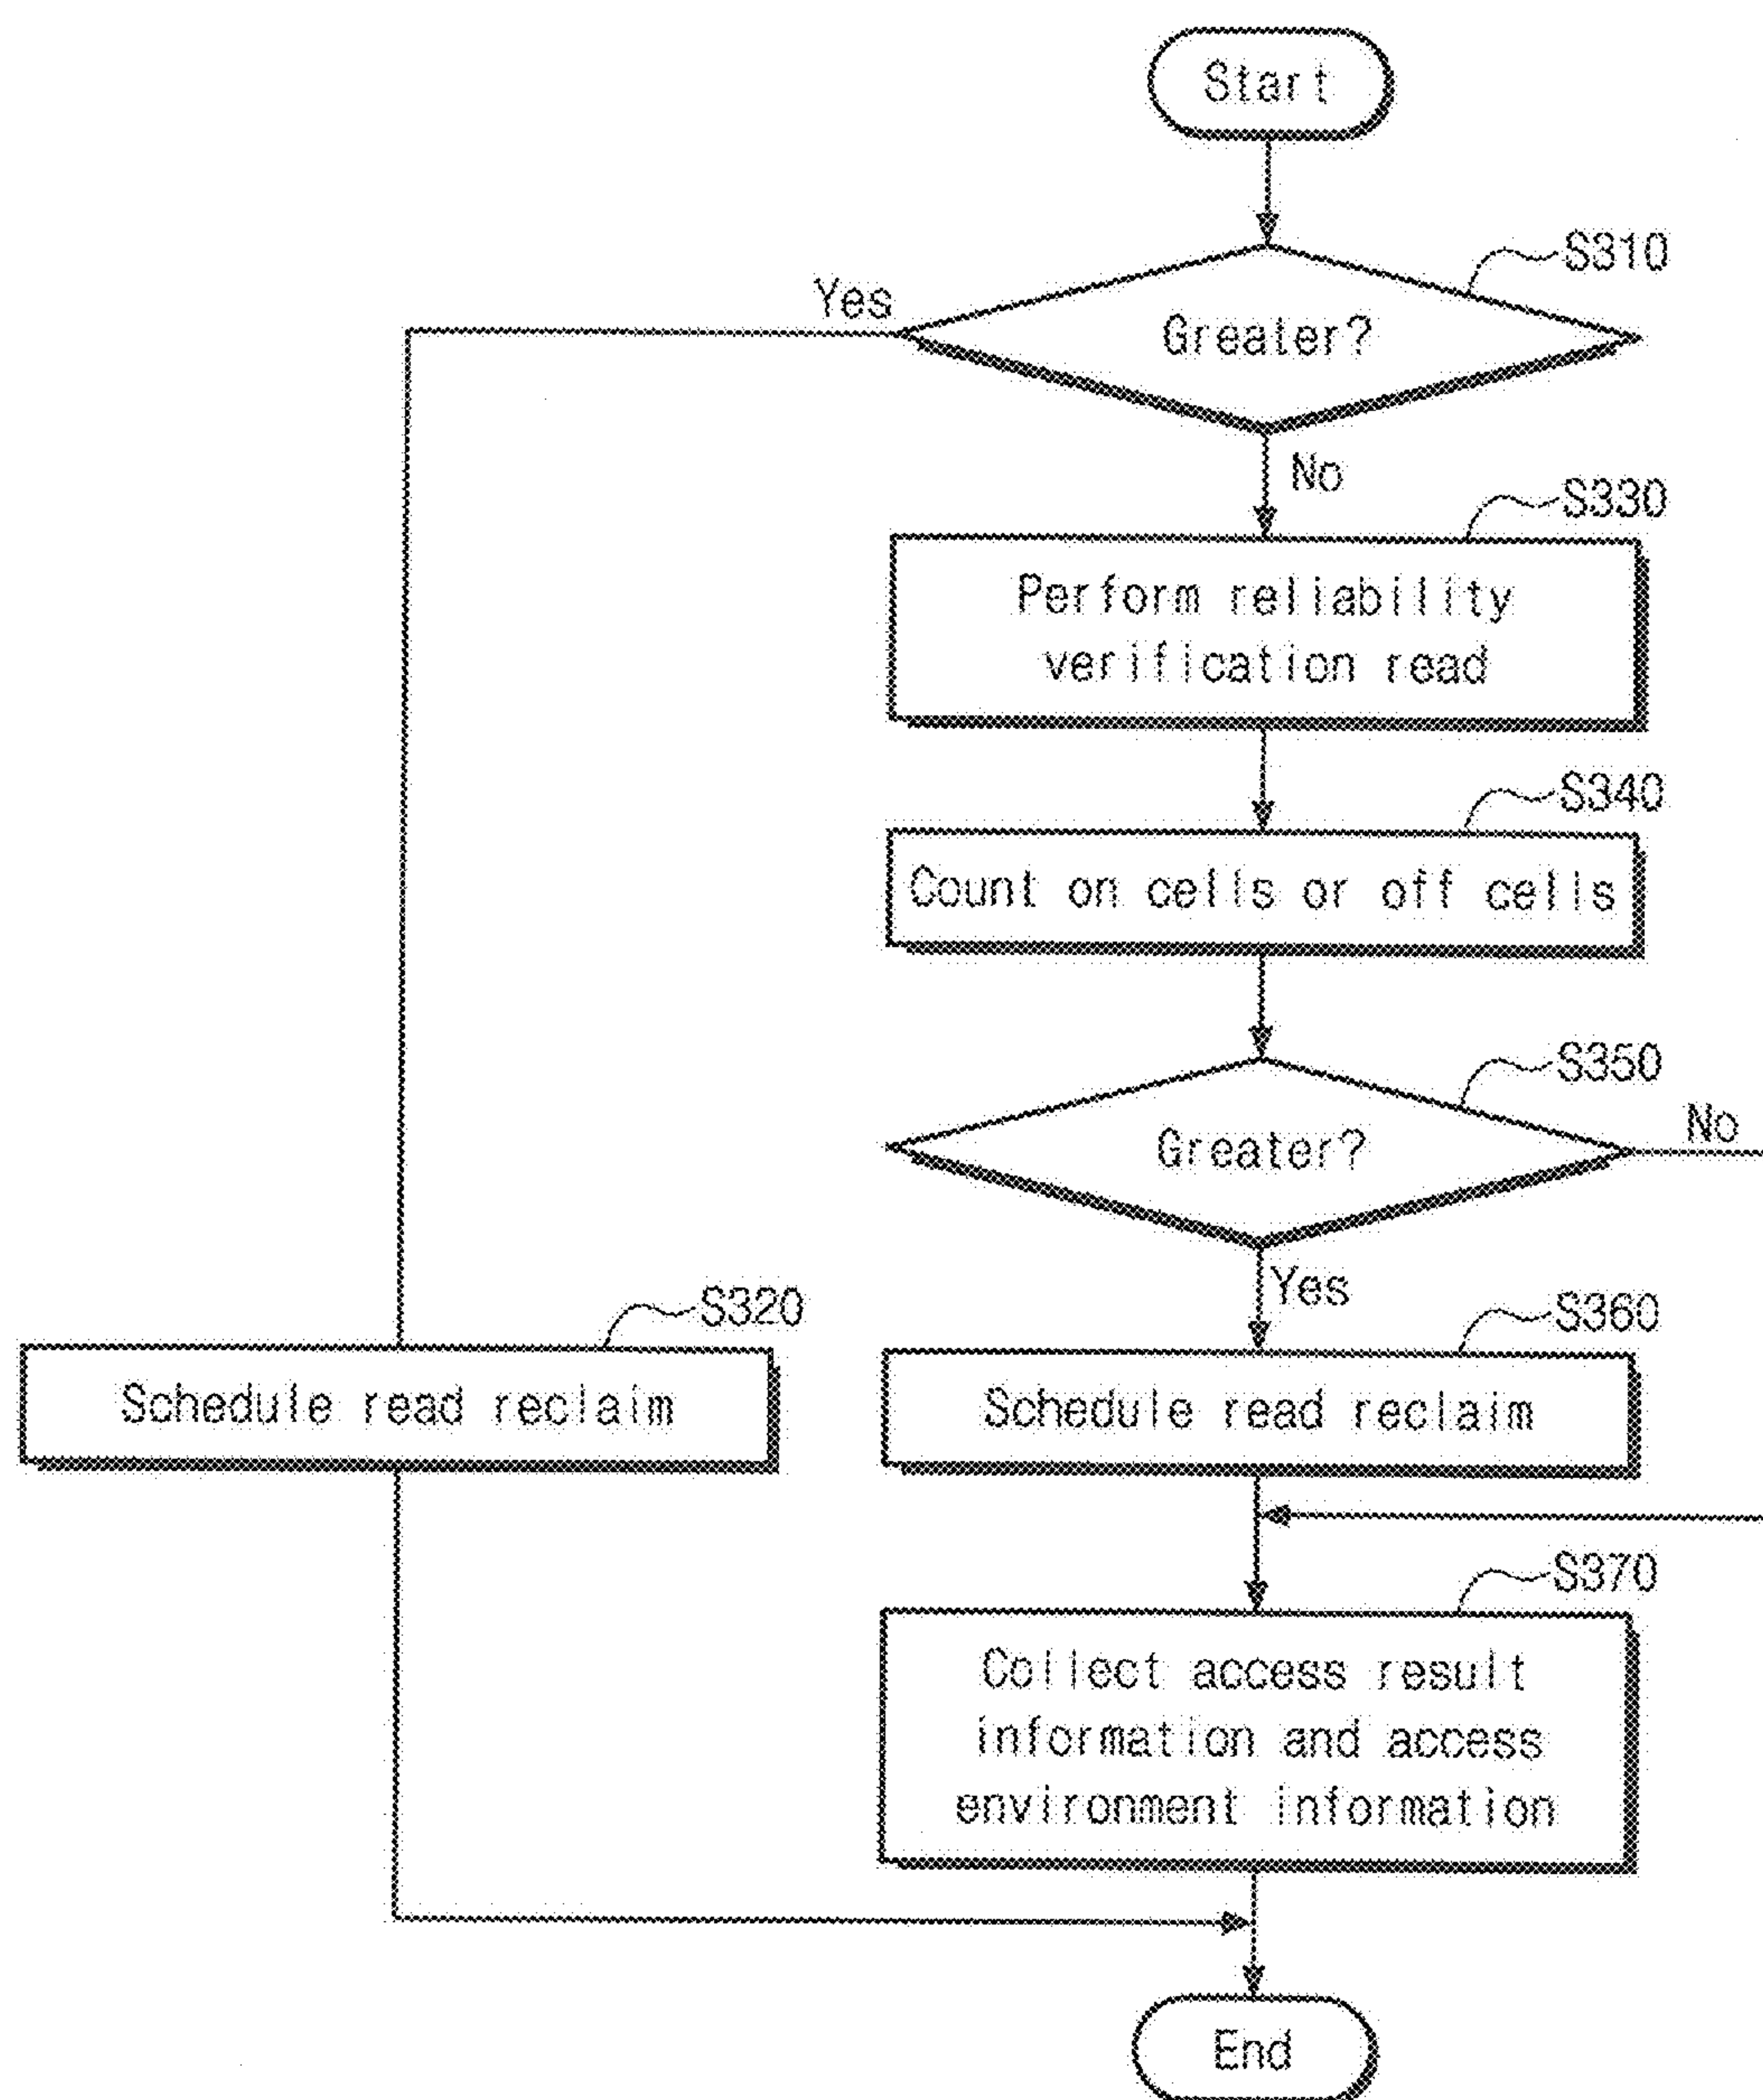 Start
S310
Yes
Greater?
No
S330
Perform reliability
verification read
S340
Count on cells or off cells
S350
No
Greater?
Yes
S320
S360
Schedule read reclaim
Schedule read reclaim
S370
Collect access result
information and access
environment information
End